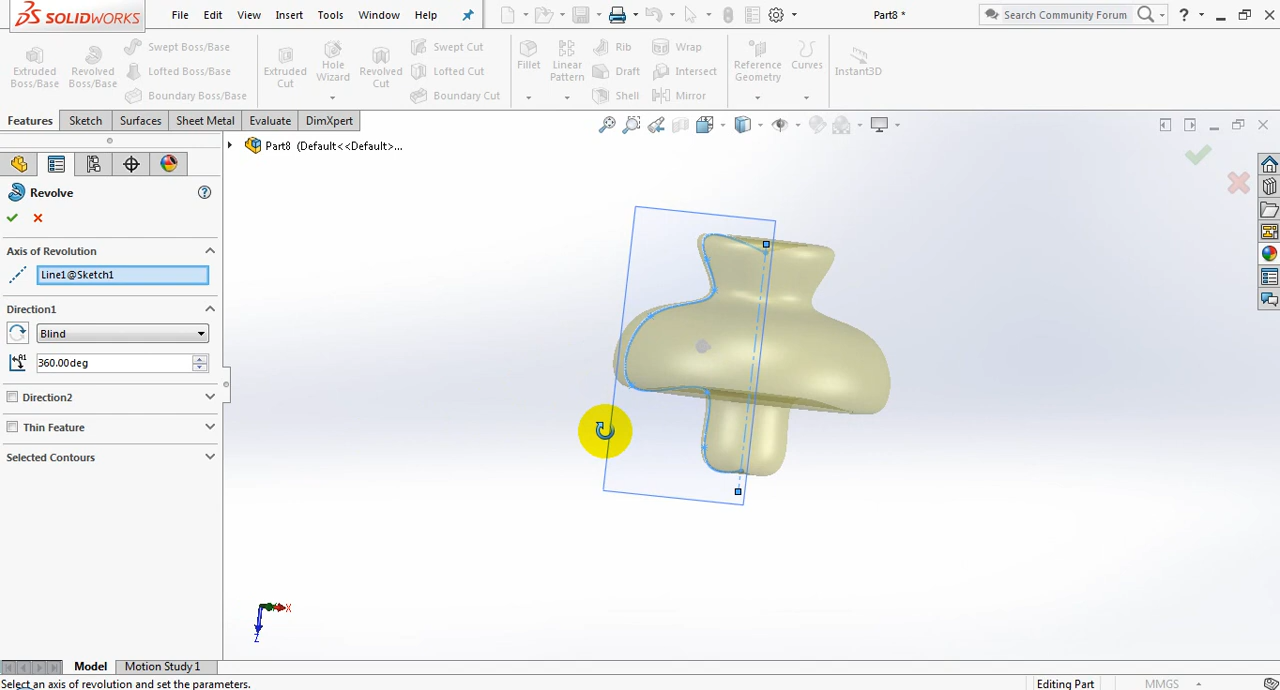 SOLIDWORKS File Edit View Insert Tools Window Help Part8 * Search Community Forum ?
Extruded Boss/Base
Revolved Boss/Base
Swept Boss/Base
Lofted Boss/Base
Boundary Boss/Base
Extruded Cut
Hole Wizard
Revolved Cut
Swept Cut
Lofted Cut
Boundary Cut
Fillet
Linear Pattern
Rib
Draft
Shell
Wrap
Intersect
Mirror
Reference Geometry
Curves
Instant3D
Features Sketch Surfaces Sheet Metal Evaluate DimXpert
Part8 (Default<<Default>...
Revolve ?
Axis of Revolution
Line1@Sketch1
Direction1
Blind
360.00deg
Direction2
Thin Feature
Selected Contours
X
Z
Model Motion Study 1
Select an axis of revolution and set the parameters. Editing Part MMGS